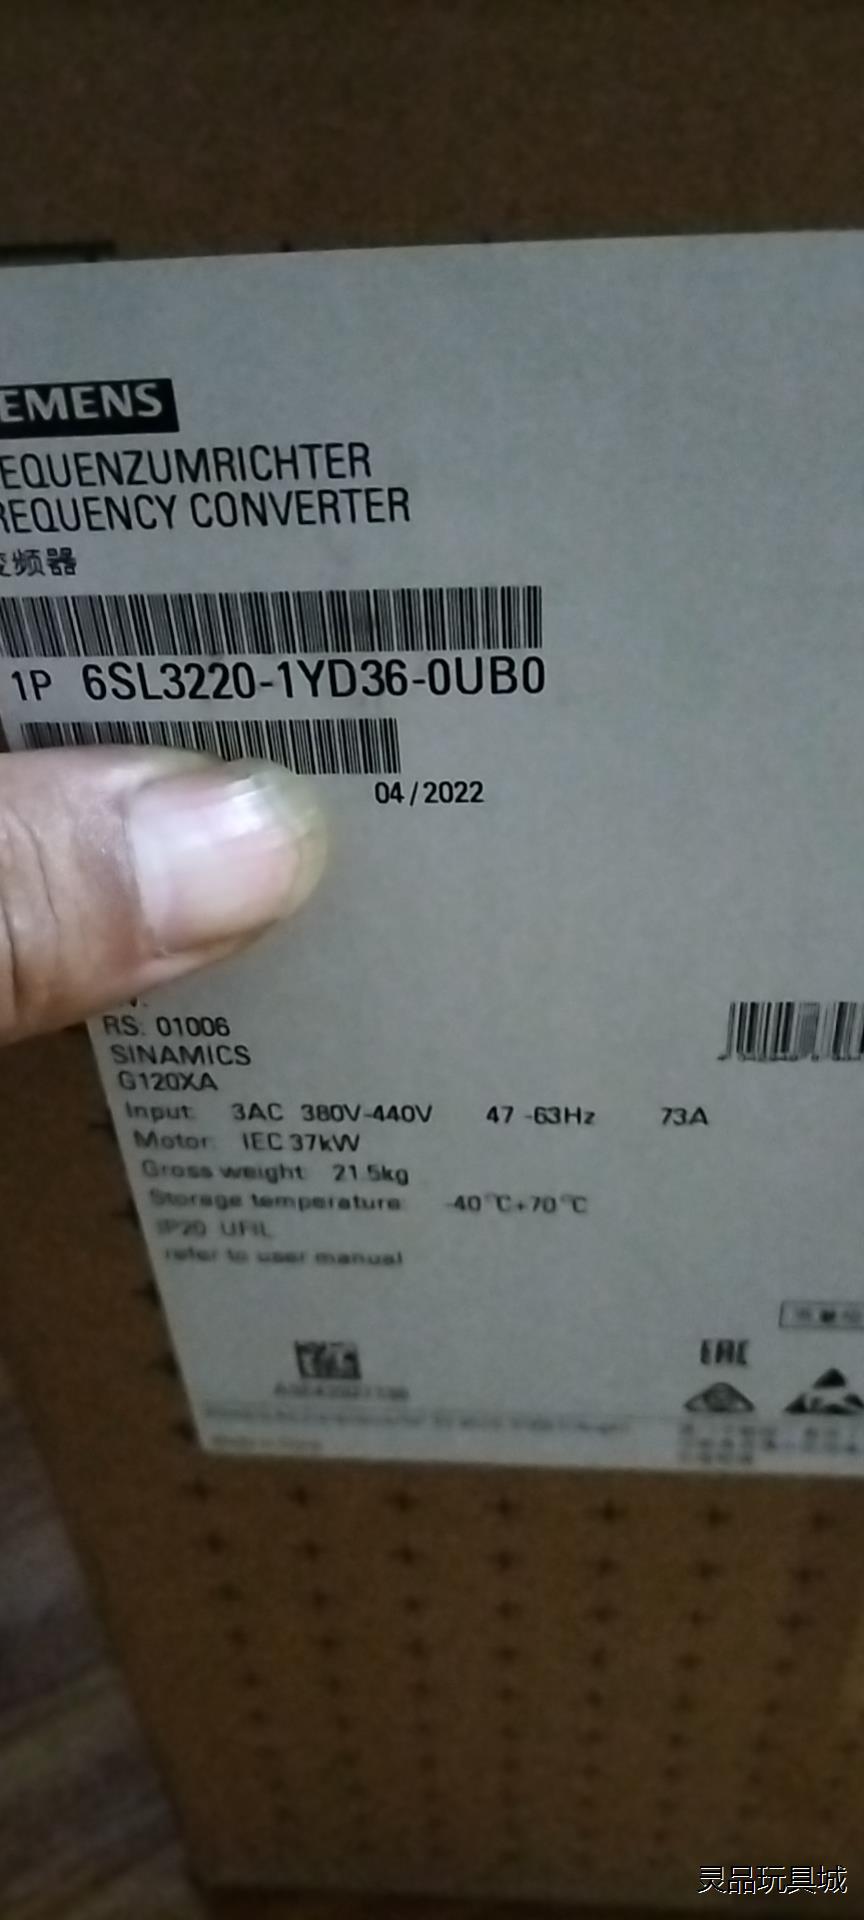 EMENS
EQUENZUMRICHTER
REQUENCY CONVERTER
变频器
1P 6SL3220-1YD36-0UB0
04/2022
RS: 01006
SINAMICS
G120XA
Input: 3AC 380V-440V 47-63Hz 73A
Motor: IEC 37kW
Gross weight: 21.5kg
Storage temperature: -40°C+70°C
IP20 UFIL
refer to user manual
EAC
灵品玩具城